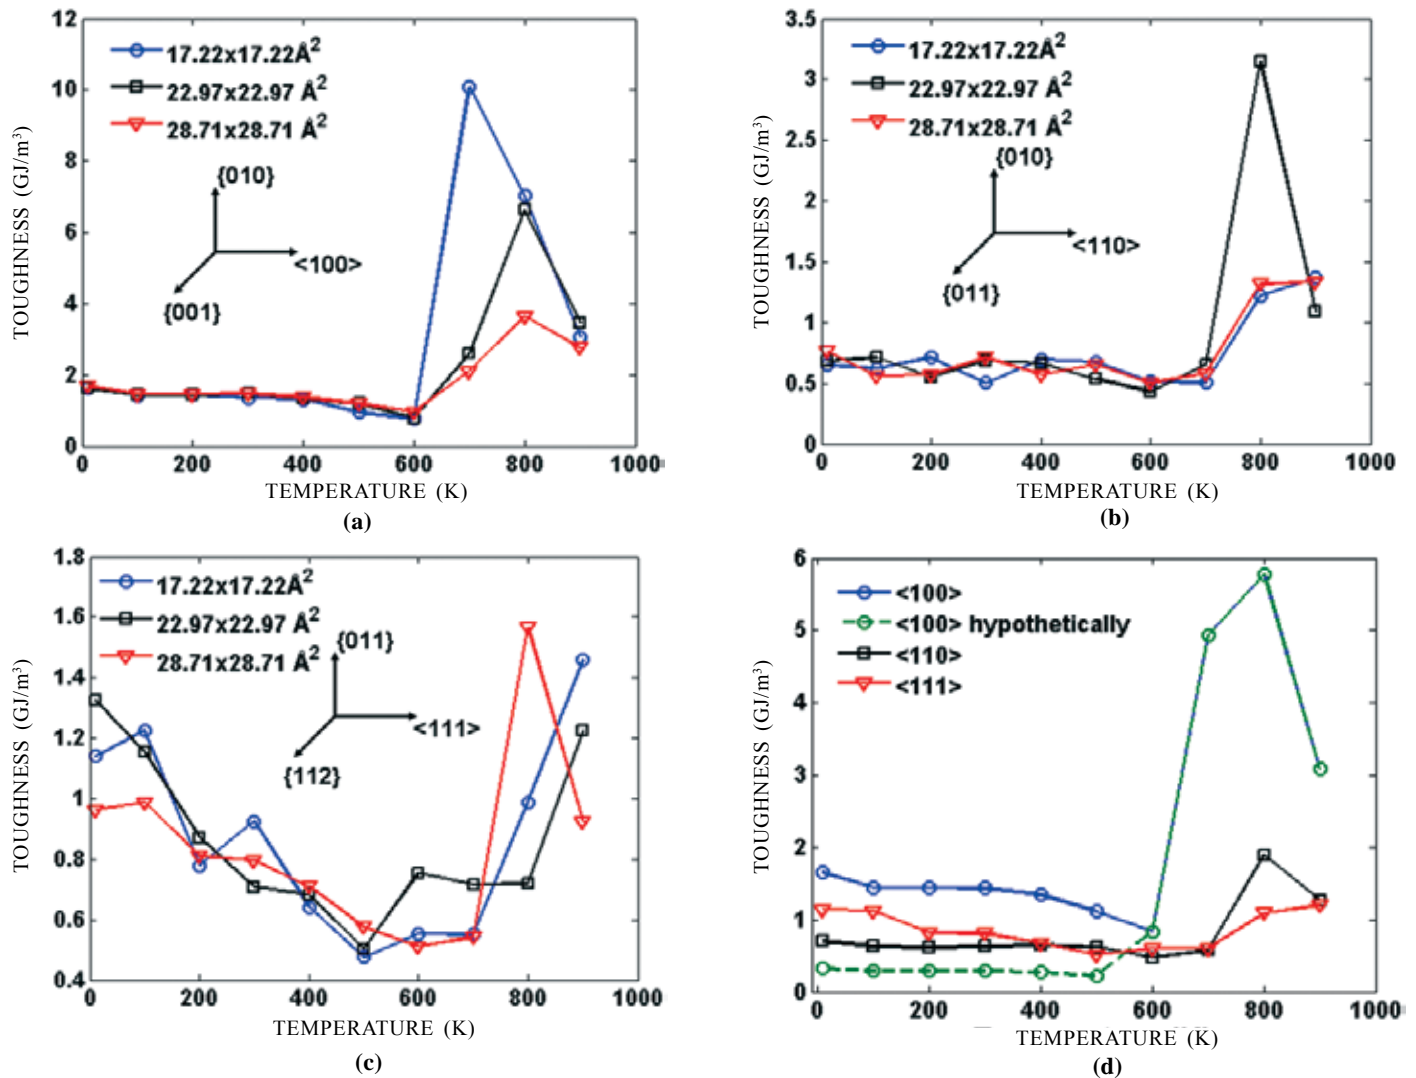 12
10
8
6
4
2
0
17.22x17.22Å²
22.97x22.97 Å²
28.71x28.71 Å²
{010}
<100>
{001}
TOUGHNESS (GJ/m³)
0 200 400 600 800 1000
TEMPERATURE (K)
(a)
3.5
3
2.5
2
1.5
1
0.5
0
17.22x17.22Å²
22.97x22.97 Å²
28.71x28.71 Å²
{010}
<110>
{011}
TOUGHNESS (GJ/m³)
0 200 400 600 800 1000
TEMPERATURE (K)
(b)
1.8
1.6
1.4
1.2
1
0.8
0.6
0.4
17.22x17.22Å²
22.97x22.97 Å²
28.71x28.71 Å²
{011}
<111>
{112}
TOUGHNESS (GJ/m³)
0 200 400 600 800 1000
TEMPERATURE (K)
(c)
6
5
4
3
2
1
0
<100>
<100> hypothetically
<110>
<111>
TOUGHNESS (GJ/m³)
0 200 400 600 800 1000
TEMPERATURE (K)
(d)